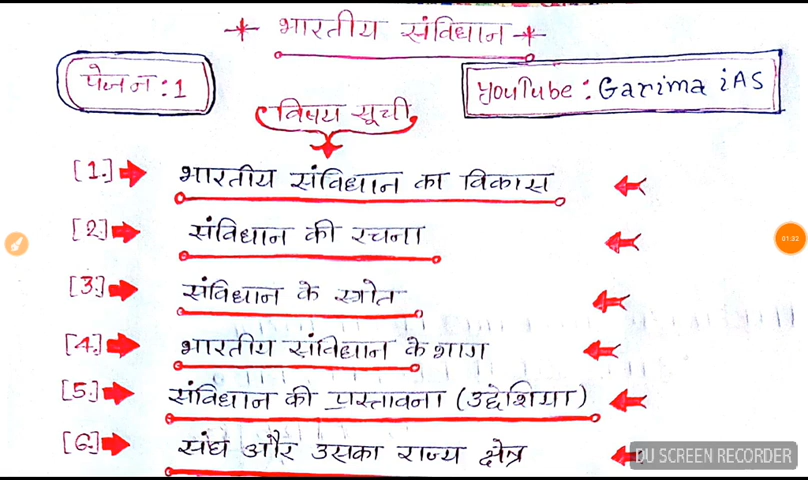 * भारतीय संविधान *
पेज न : 1
YouTube : Garima iAS
विषय सूची
[1.] भारतीय संविधान का विकास
[2.] संविधान की रचना
[3.] संविधान के स्त्रोत
[4.] भारतीय संविधान के भाग
[5.] संविधान की प्रस्तावना (उद्देशिया)
[6.] संघ और उसका राज्य क्षेत्र
01:32
DU SCREEN RECORDER